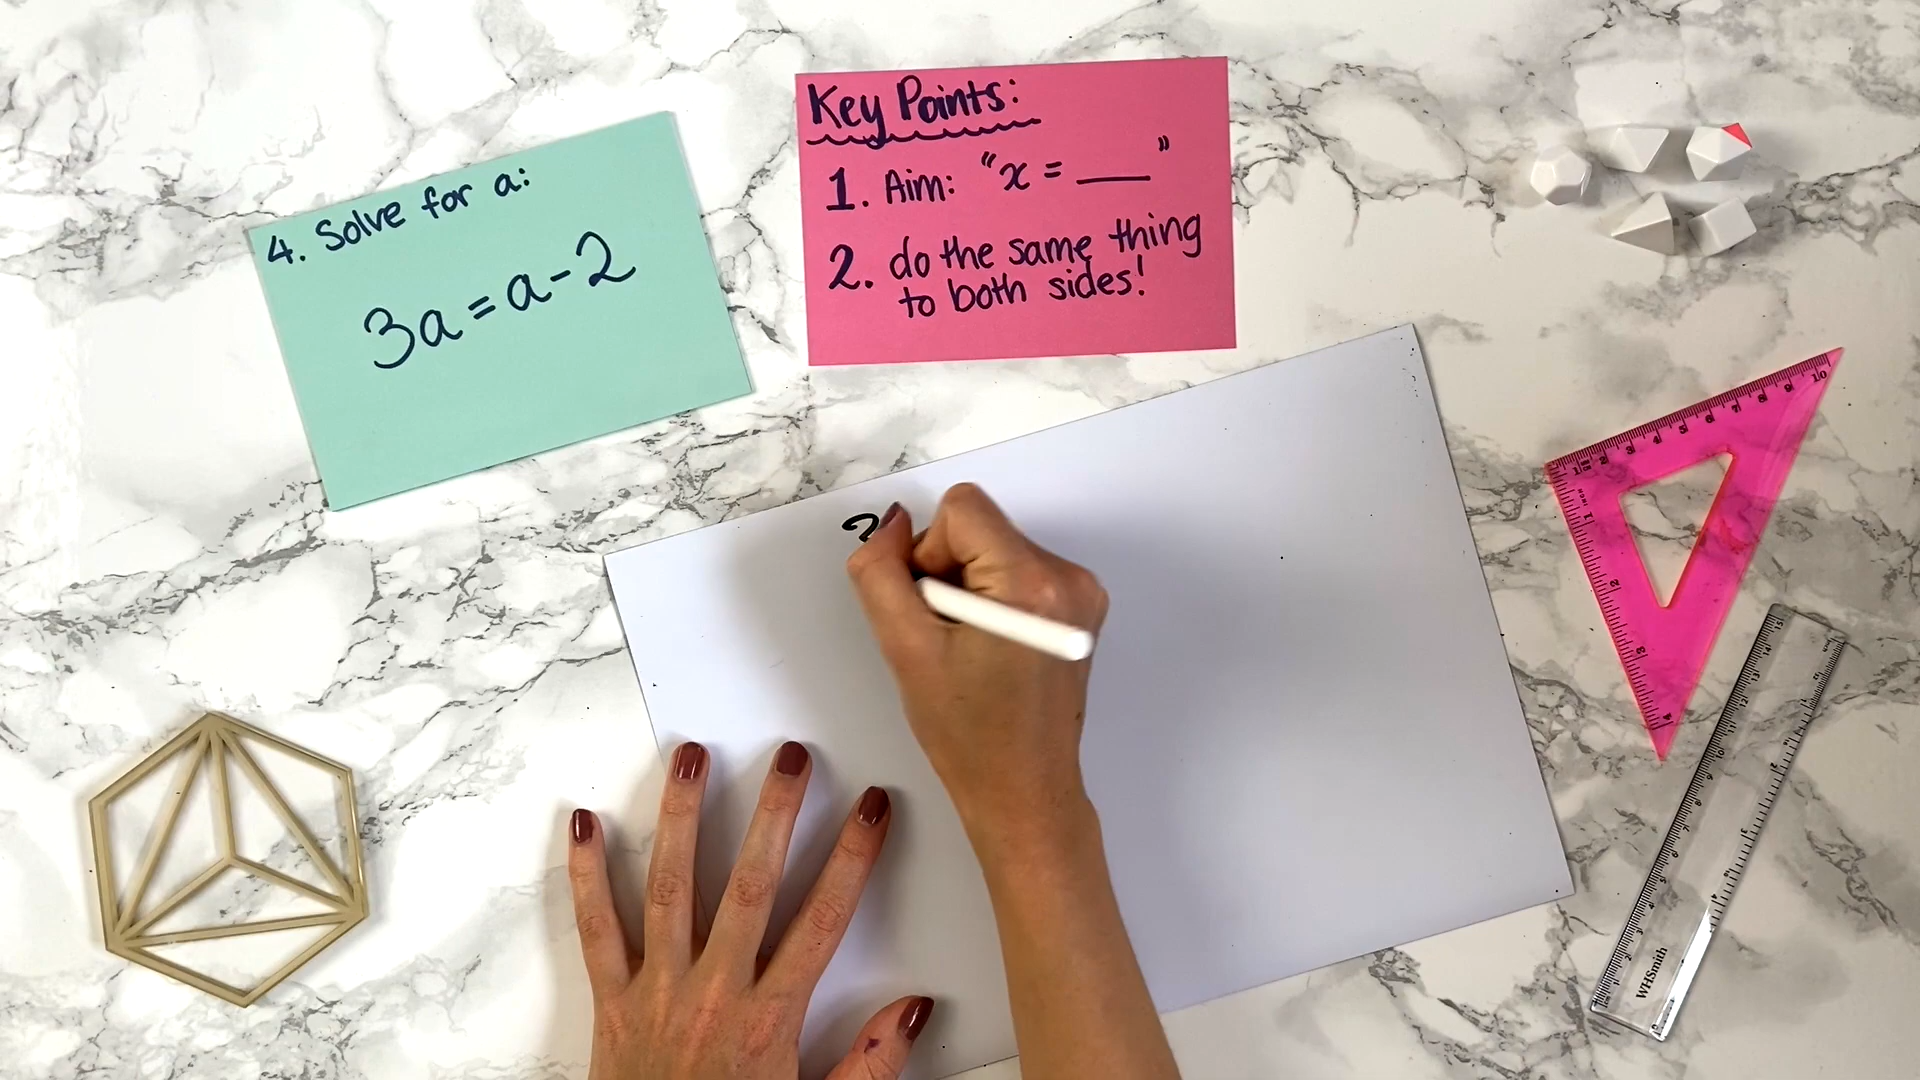 4. Solve for a:
3a = a - 2
Key Points:
1. Aim: "x = ___"
2. do the same thing
to both sides!
WHSmith